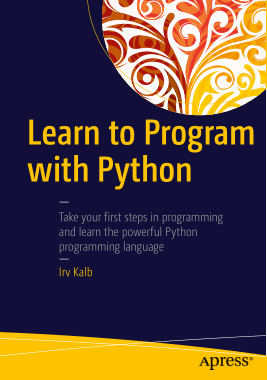 Learn to Program
with Python
—
Take your first steps in programming
and learn the powerful Python
programming language
—
Irv Kalb
Apress®